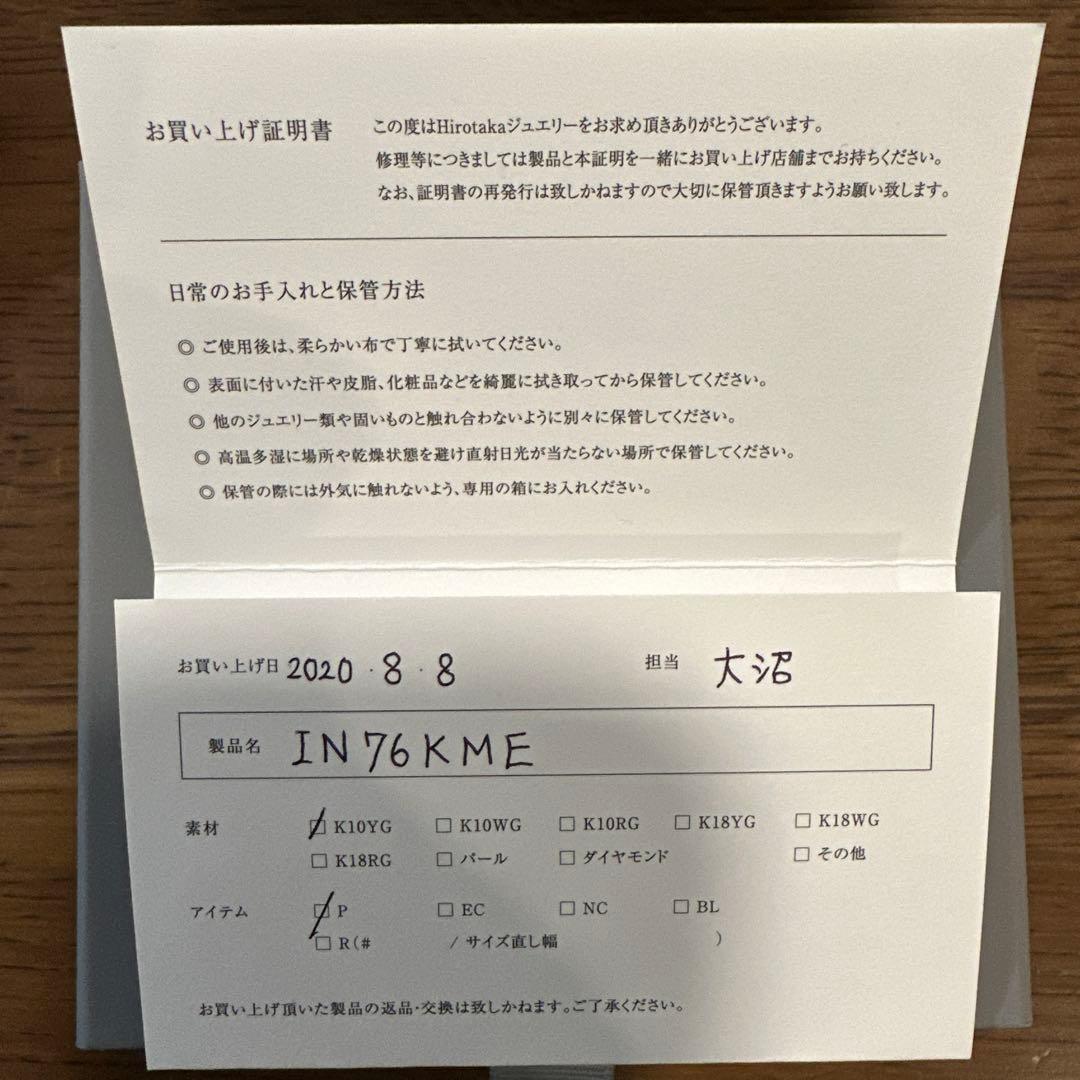 お買い上げ証明書
この度はHirotakaジュエリーをお求め頂きありがとうございます。
修理等につきましては製品と本証明を一緒にお買い上げ店舗までお持ちください。
なお、証明書の再発行は致しかねますので大切に保管頂きますようお願い致します。
日常のお手入れと保管方法
◎ ご使用後は、柔らかい布で丁寧に拭いてください。
◎ 表面に付いた汗や皮脂、化粧品などを綺麗に拭き取ってから保管してください。
◎ 他のジュエリー類や固いものと触れ合わないように別々に保管してください。
◎ 高温多湿に場所や乾燥状態を避け直射日光が当たらない場所で保管してください。
◎ 保管の際には外気に触れないよう、専用の箱にお入れください。
お買い上げ日 2020 . 8 . 8 担当 大沼
製品名 IN76KME
素材 ☑ K10YG □ K10WG □ K10RG □ K18YG □ K18WG
□ K18RG □ パール □ ダイヤモンド □ その他
アイテム ☑ P □ EC □ NC □ BL
□ R(# / サイズ直し幅 )
お買い上げ頂いた製品の返品・交換は致しかねます。ご了承ください。